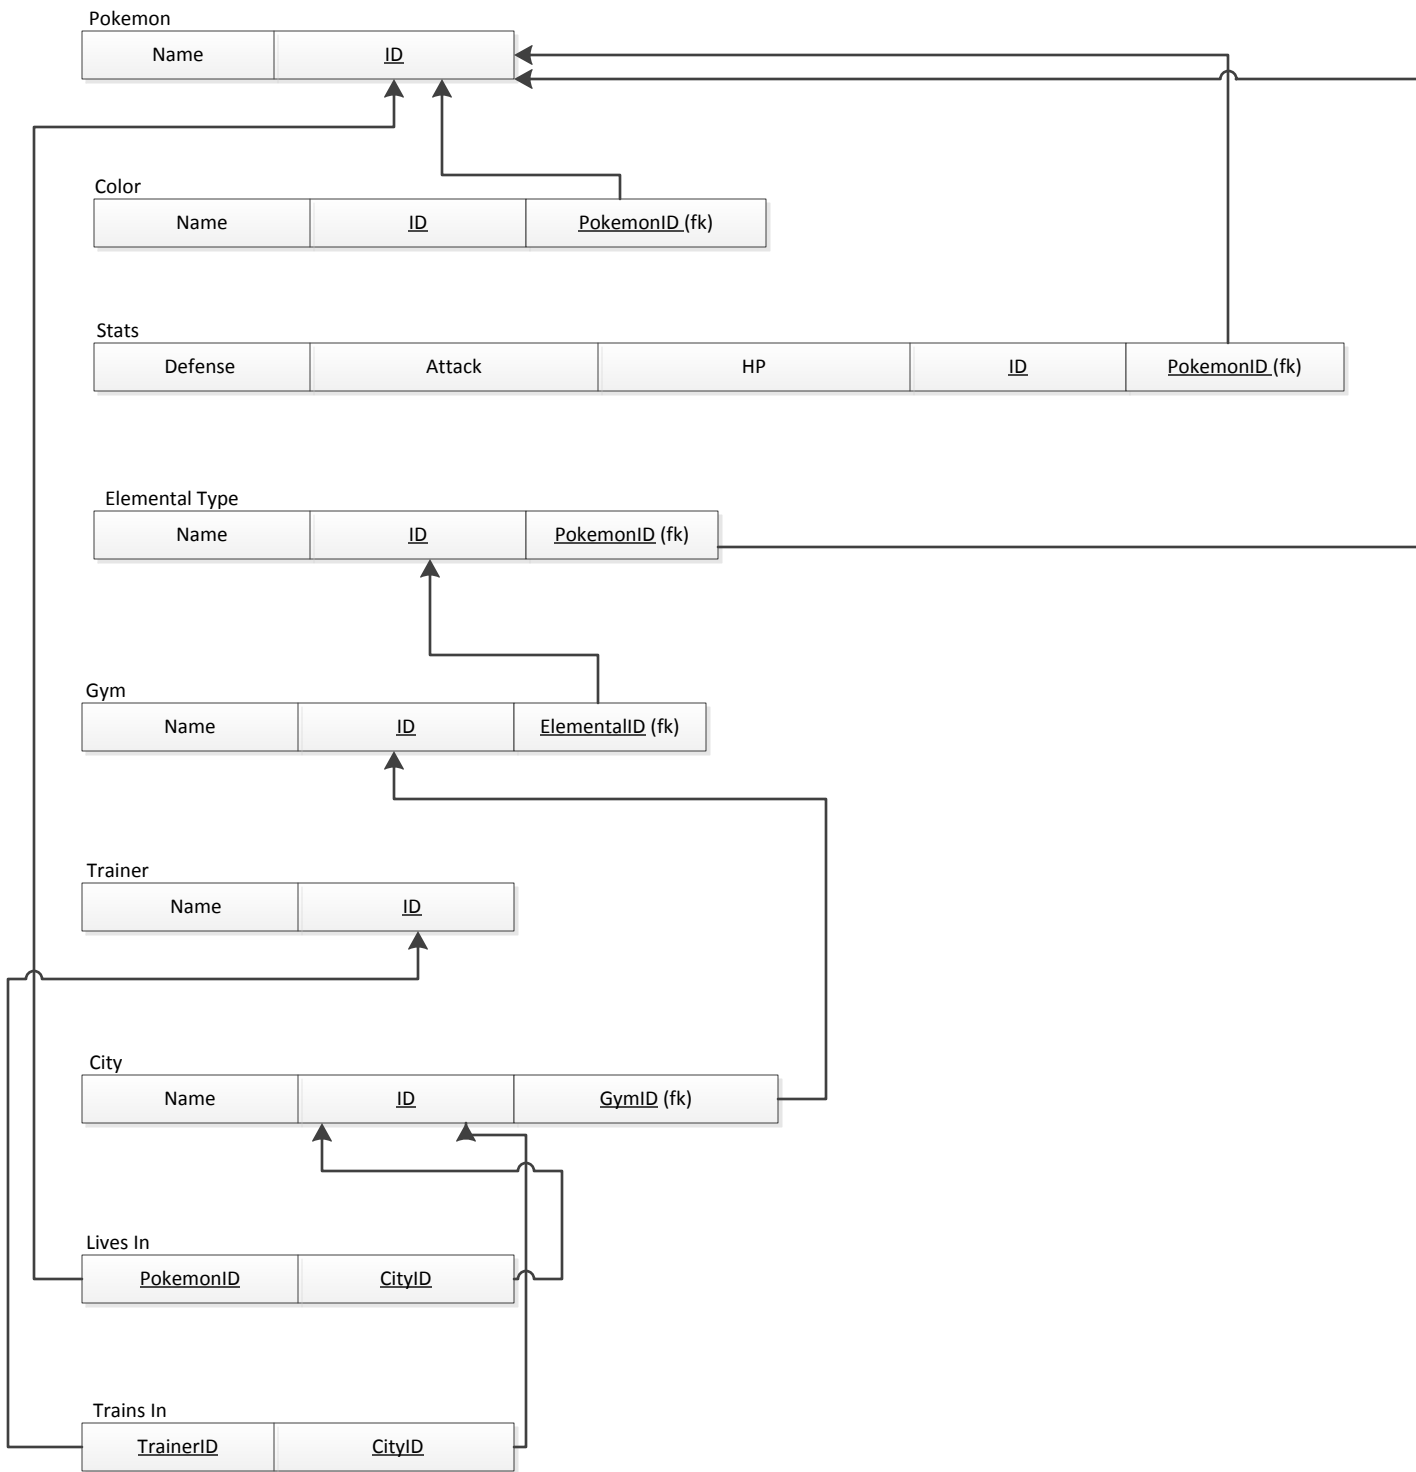 Pokemon
Name ID
Color
Name ID PokemonID (fk)
Stats
Defense Attack HP ID PokemonID (fk)
Elemental Type
Name ID PokemonID (fk)
Gym
Name ID ElementalID (fk)
Trainer
Name ID
City
Name ID GymID (fk)
Lives In
PokemonID CityID
Trains In
TrainerID CityID